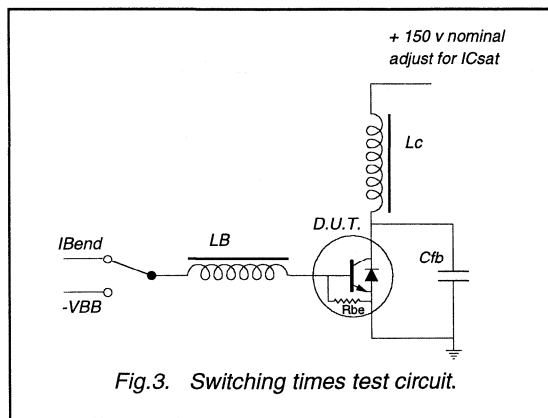 + 150 v nominal
adjust for ICsat
Lc
D.U.T.
IBend
LB
Cfb
-VBB
Rbe
Fig.3. Switching times test circuit.